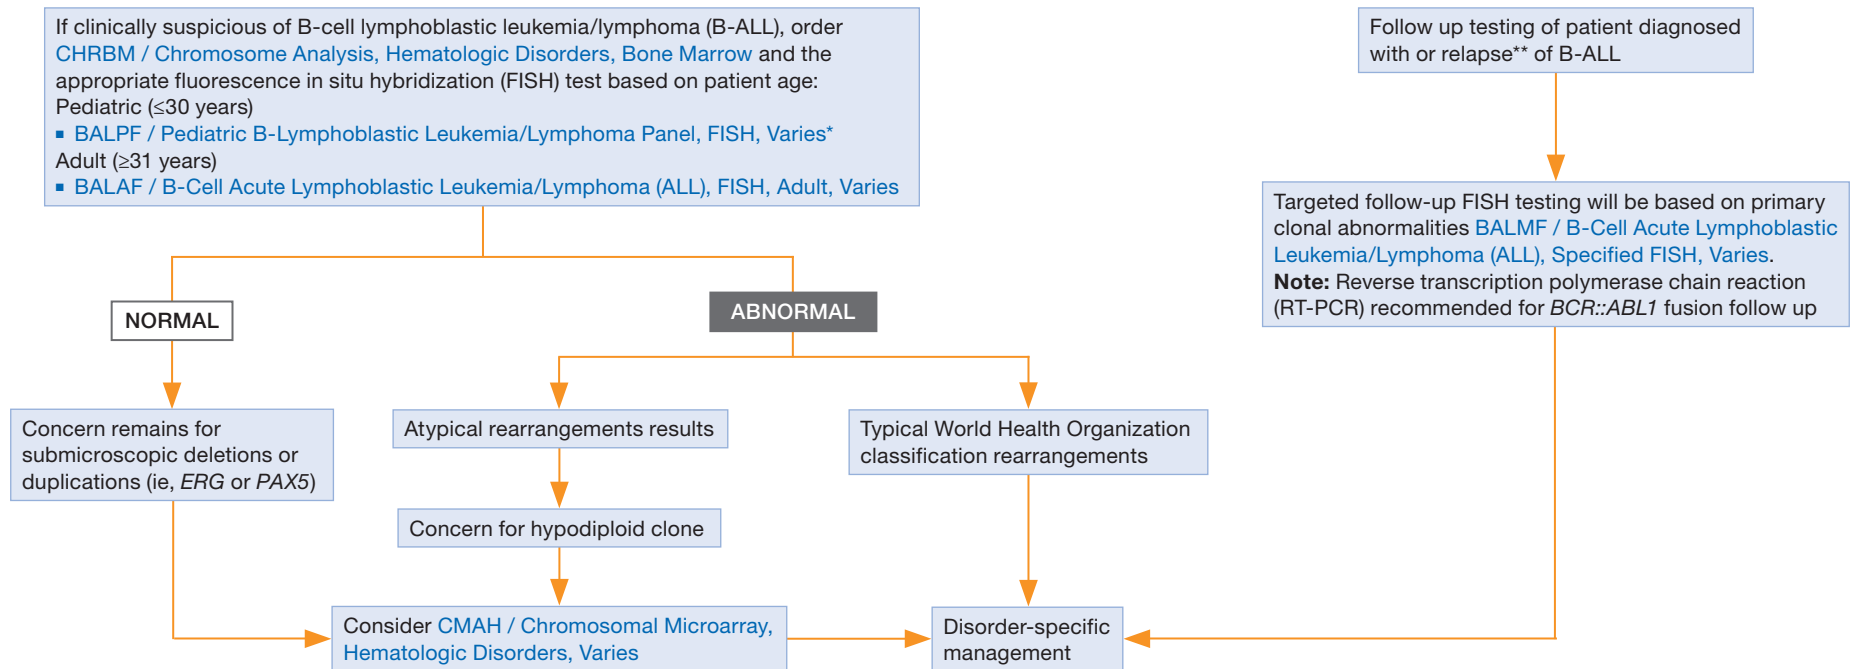 If clinically suspicious of B-cell lymphoblastic leukemia/lymphoma (B-ALL), order
CHRBM / Chromosome Analysis, Hematologic Disorders, Bone Marrow and the
appropriate fluorescence in situ hybridization (FISH) test based on patient age:
Pediatric (≤30 years)
▪ BALPF / Pediatric B-Lymphoblastic Leukemia/Lymphoma Panel, FISH, Varies*
Adult (≥31 years)
▪ BALAF / B-Cell Acute Lymphoblastic Leukemia/Lymphoma (ALL), FISH, Adult, Varies
Follow up testing of patient diagnosed
with or relapse** of B-ALL
Targeted follow-up FISH testing will be based on primary
clonal abnormalities BALMF / B-Cell Acute Lymphoblastic
Leukemia/Lymphoma (ALL), Specified FISH, Varies.
Note: Reverse transcription polymerase chain reaction
(RT-PCR) recommended for BCR::ABL1 fusion follow up
NORMAL
ABNORMAL
Concern remains for
submicroscopic deletions or
duplications (ie, ERG or PAX5)
Atypical rearrangements results
Typical World Health Organization
classification rearrangements
Concern for hypodiploid clone
Consider CMAH / Chromosomal Microarray,
Hematologic Disorders, Varies
Disorder-specific
management